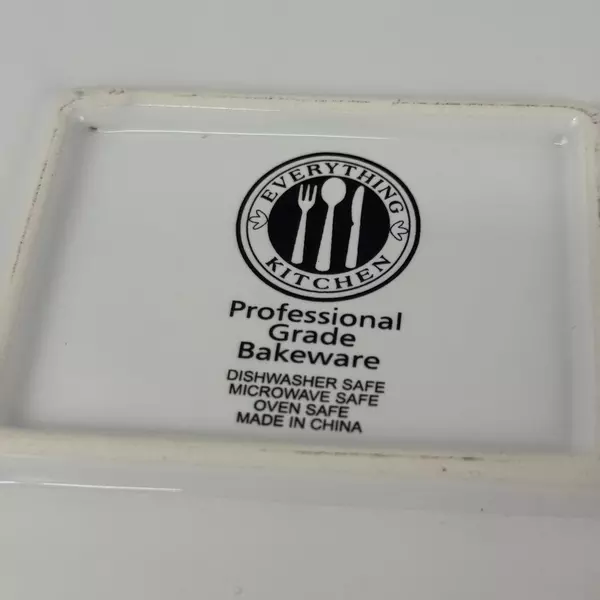 EVERYTHING
KITCHEN
Professional
Grade
Bakeware
DISHWASHER SAFE
MICROWAVE SAFE
OVEN SAFE
MADE IN CHINA